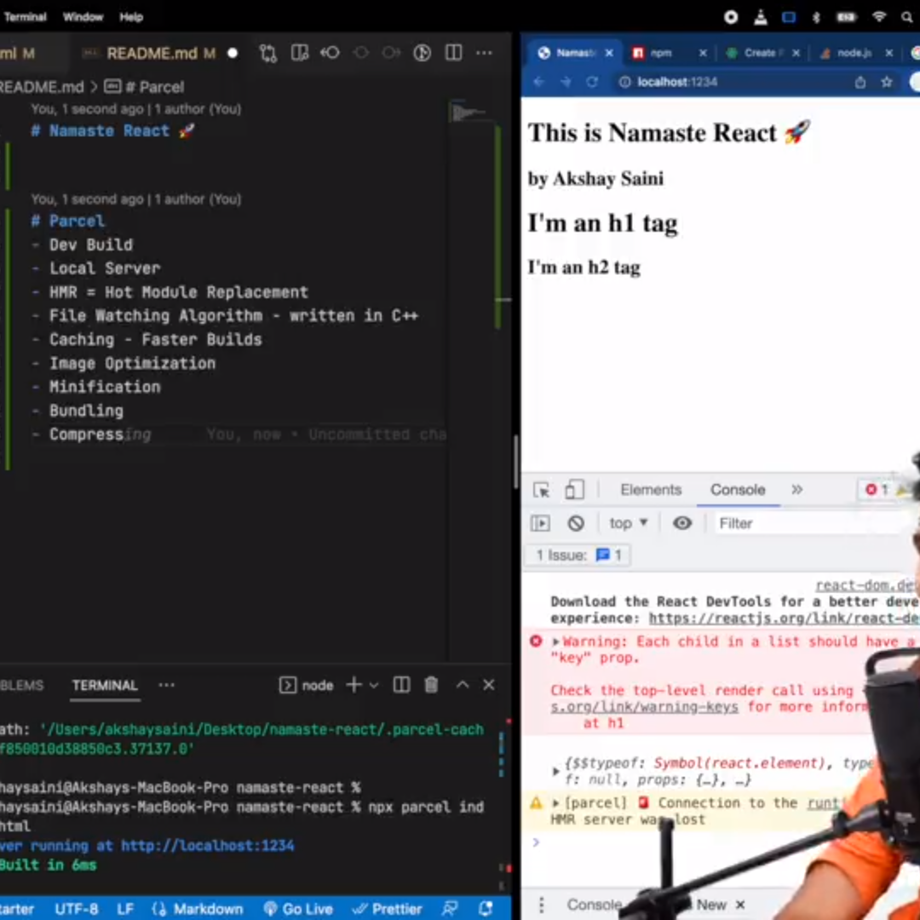 Terminal Window Help
ml M README.md M
README.md > # Parcel
You, 1 second ago | 1 author (You)
# Namaste React 🚀
You, 1 second ago | 1 author (You)
# Parcel
- Dev Build
- Local Server
- HMR = Hot Module Replacement
- File Watching Algorithm - written in C++
- Caching - Faster Builds
- Image Optimization
- Minification
- Bundling
- Compressing You, now • Uncommitted cha
BLEMS TERMINAL ... node
ath: '/Users/akshaysaini/Desktop/namaste-react/.parcel-cach
f850010d38850c3.37137.0'
haysaini@Akshays-MacBook-Pro namaste-react %
haysaini@Akshays-MacBook-Pro namaste-react % npx parcel ind
html
ver running at http://localhost:1234
Built in 6ms
tarter UTF-8 LF Markdown Go Live Prettier
Namast npm Create F node.js
localhost:1234
This is Namaste React 🚀
by Akshay Saini
I'm an h1 tag
I'm an h2 tag
Elements Console » 1
top ▼ Filter
1 Issue: 1
react-dom.de
Download the React DevTools for a better deve
experience: https://reactjs.org/link/react-de
▸Warning: Each child in a list should have a
"key" prop.
Check the top-level render call using
s.org/link/warning-keys for more inform
at h1
{$$typeof: Symbol(react.element), type
f: null, props: {…}, …}
▸[parcel] 🚨 Connection to the runt
HMR server was lost
>
Console New ×